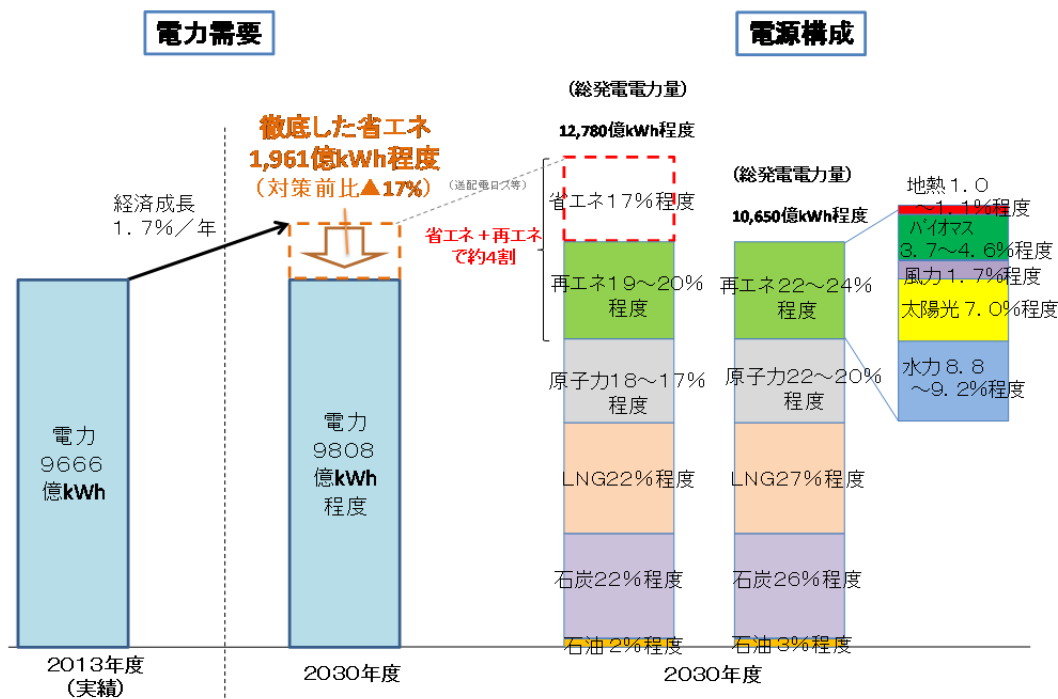 電力需要
電源構成
徹底した省エネ
1,961億kWh程度
(対策前比▲17%)
経済成長
1.7%/年
電力
9666
億kWh
電力
9808
億kWh
程度
2013年度
(実績)
2030年度
(送配電ロス等)
(総発電電力量)
12,780億kWh程度
省エネ17%程度
省エネ+再エネ
で約4割
再エネ19~20%
程度
原子力18~17%
程度
LNG22%程度
石炭22%程度
石油2%程度
(総発電電力量)
10,650億kWh程度
再エネ22~24%
程度
原子力22~20%
程度
LNG27%程度
石炭26%程度
石油3%程度
2030年度
地熱1.0
~1.1%程度
バイオマス
3.7~4.6%程度
風力1.7%程度
太陽光7.0%程度
水力8.8
~9.2%程度